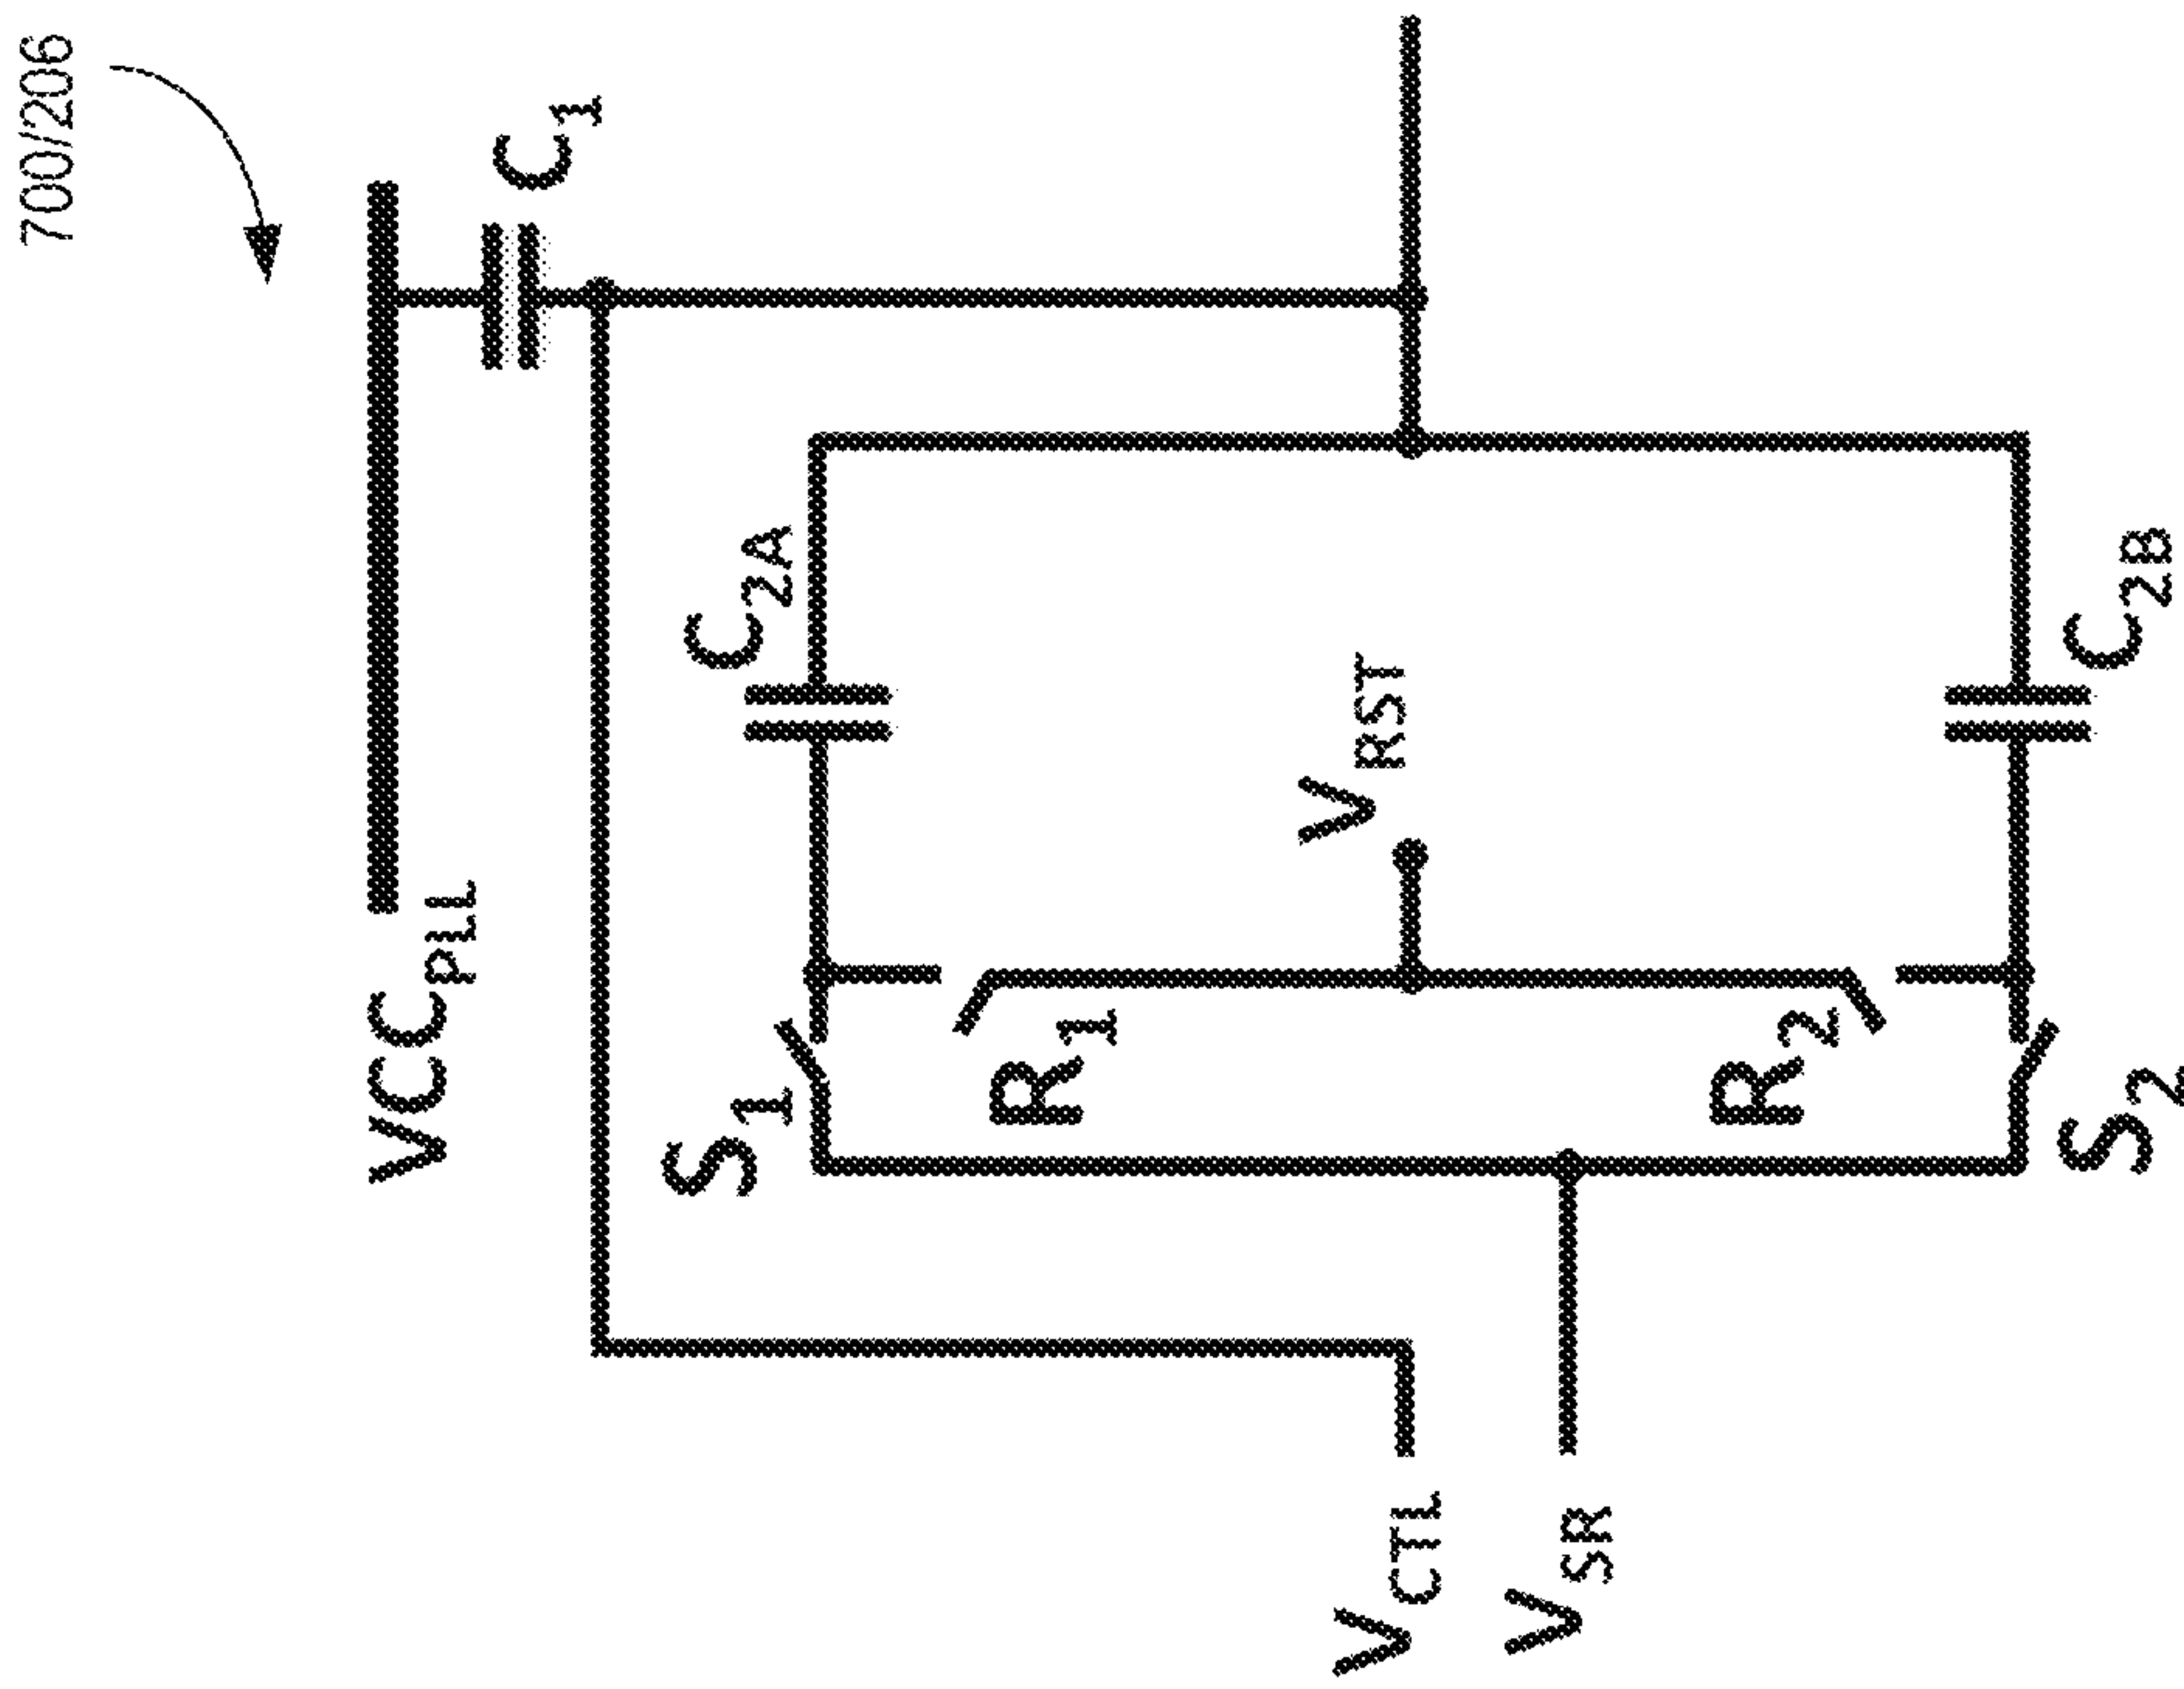 700/206
VCCPLL
C1
C2A
S1
R1
VRST
R2
C2B
S2
VCTL
VSR